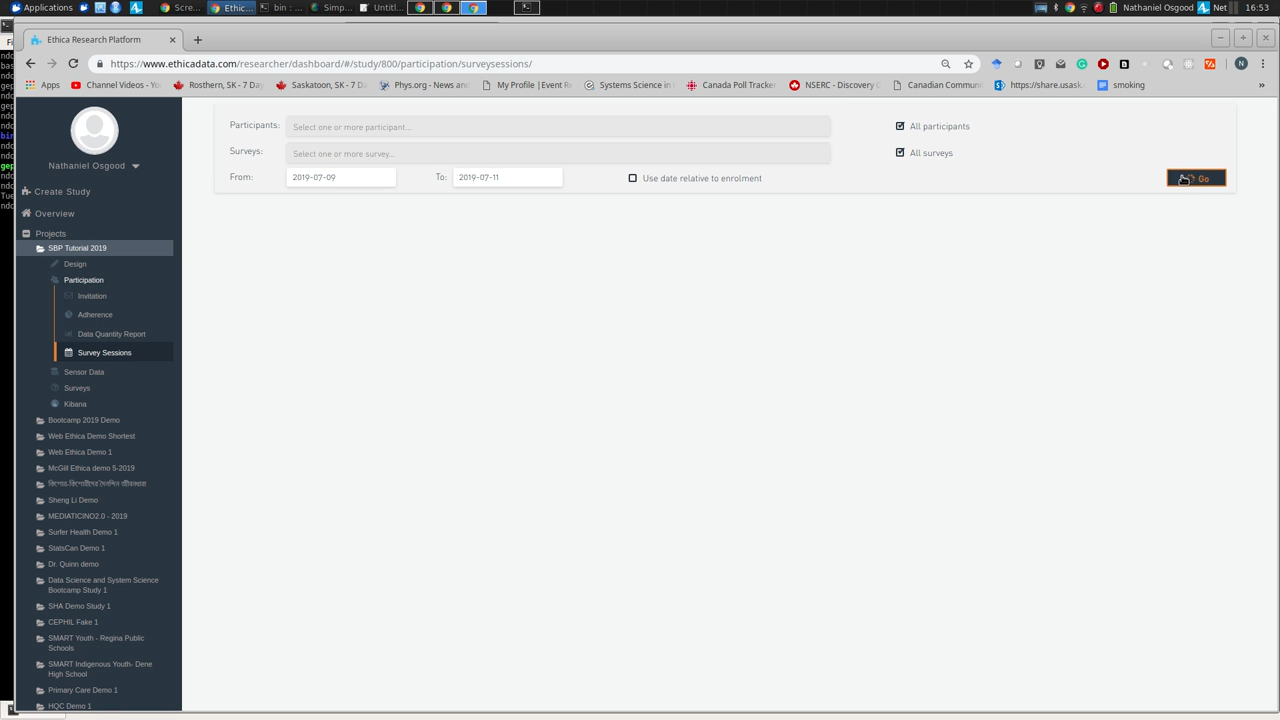 Applications
Scre...
Ethic...
bin : ...
Simp...
Untitl...
Nathaniel Osgood
Net
16:53
Ethica Research Platform
https://www.ethicadata.com/researcher/dashboard/#/study/800/participation/surveysessions/
N
Apps
Channel Videos - Yo
Rosthern, SK - 7 Day
Saskatoon, SK - 7 D
Phys.org - News and
My Profile | Event R
Systems Science in
Canada Poll Tracker
NSERC - Discovery G
Canadian Commun
https://share.usask.
smoking
»
Nathaniel Osgood
Create Study
Overview
Projects
SBP Tutorial 2019
Design
Participation
Invitation
Adherence
Data Quantity Report
Survey Sessions
Sensor Data
Surveys
Kibana
Bootcamp 2019 Demo
Web Ethica Demo Shortest
Web Ethica Demo 1
McGill Ethica demo 5-2019
কিশোর-কিশোরীদের দৈনন্দিন জীবনধারা
Sheng Li Demo
MEDIATICINO2.0 - 2019
Surfer Health Demo 1
StatsCan Demo 1
Dr. Quinn demo
Data Science and System Science
Bootcamp Study 1
SHA Demo Study 1
CEPHIL Fake 1
SMART Youth - Regina Public
Schools
SMART Indigenous Youth- Dene
High School
Primary Care Demo 1
HQC Demo 1
Participants:
Select one or more participant...
All participants
Surveys:
Select one or more survey...
All surveys
From:
2019-07-09
To:
2019-07-11
Use date relative to enrolment
Go